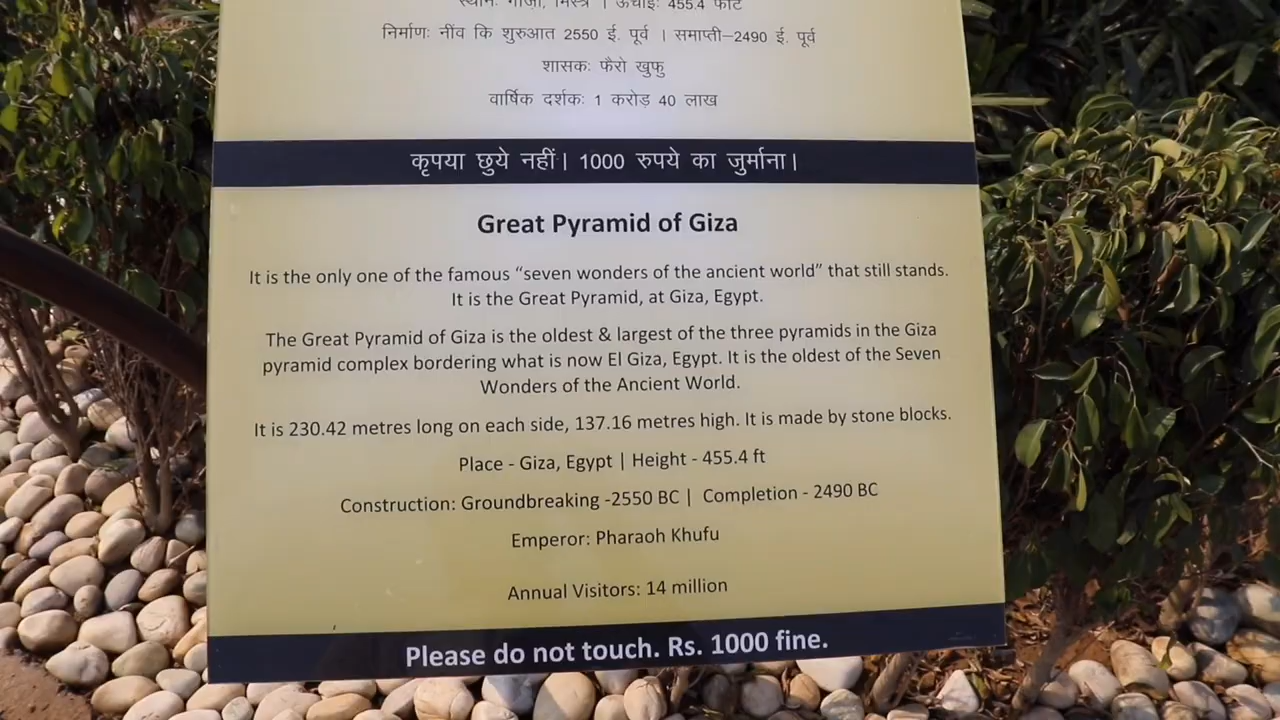 स्थानः गीज़ा, मिस्त्र । ऊंचाईः 455.4 फीट
निर्माणः नींव कि शुरुआत 2550 ई. पूर्व । समाप्ती–2490 ई. पूर्व
शासकः फैरो खुफु
वार्षिक दर्शकः 1 करोड़ 40 लाख
कृपया छुये नहीं। 1000 रुपये का जुर्माना।
Great Pyramid of Giza
It is the only one of the famous “seven wonders of the ancient world” that still stands.
It is the Great Pyramid, at Giza, Egypt.
The Great Pyramid of Giza is the oldest & largest of the three pyramids in the Giza
pyramid complex bordering what is now El Giza, Egypt. It is the oldest of the Seven
Wonders of the Ancient World.
It is 230.42 metres long on each side, 137.16 metres high. It is made by stone blocks.
Place - Giza, Egypt | Height - 455.4 ft
Construction: Groundbreaking -2550 BC | Completion - 2490 BC
Emperor: Pharaoh Khufu
Annual Visitors: 14 million
Please do not touch. Rs. 1000 fine.